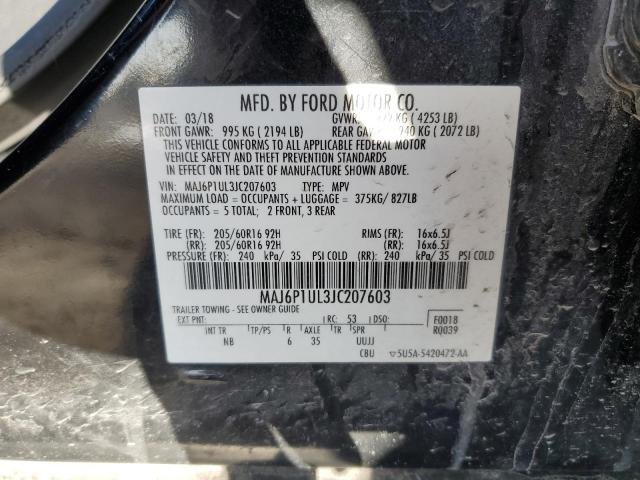 MFD. BY FORD MOTOR CO.
DATE: 03/18 GVWR: KG ( 4253 LB)
FRONT GAWR: 995 KG ( 2194 LB) REAR 940 KG ( 2072 LB)
THIS VEHICLE CONFORMS TO ALL APPLICABLE FEDERAL MOTOR
VEHICLE SAFETY AND THEFT PREVENTION STANDARDS
IN EFFECT ON THE DATE OF MANUFACTURE SHOWN ABOVE.
VIN: MAJ6P1UL3JC207603 TYPE: MPV
MAXIMUM LOAD = OCCUPANTS + LUGGAGE = 375KG/ 827LB
OCCUPANTS = 5 TOTAL; 2 FRONT, 3 REAR
TIRE (FR): 205/60R16 92H RIMS (FR): 16x6.5J
(RR): 205/60R16 92H (RR): 16x6.5J
PRESSURE (FR): 240 kPa/ 35 PSI COLD (RR): 240 kPa/ 35 PSI COLD
MAJ6P1UL3JC207603
TRAILER TOWING - SEE OWNER GUIDE
EXT PNT: RC: 53 DSO: F0018
RQ039
INT TR TP/PS R AXLE TR SPR
NB 6 35 UUJJ
CBU 5U5A-5420472-AA